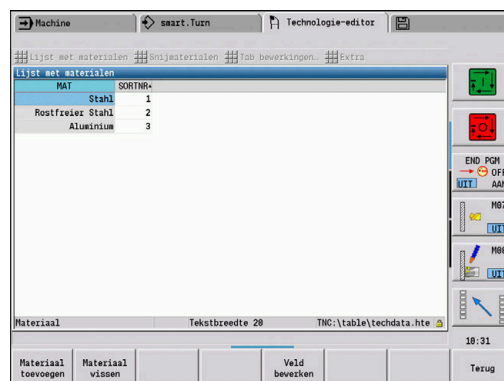 Machine
smart.Turn
Technologie-editor
Lijst met materialen Snijmaterialen Tab bewerkingen… Extra
Lijst met materialen
MAT SORTNR
Stahl 1
Rostfreier Stahl 2
Aluminium 3
END PGM
OFF
UIT AAN
UIT
UIT
Materiaal Tekstbreedte 20 TNC:\table\techdata.hte
10:31
Materiaal toevoegen
Materiaal wissen
Veld beverken
Terug